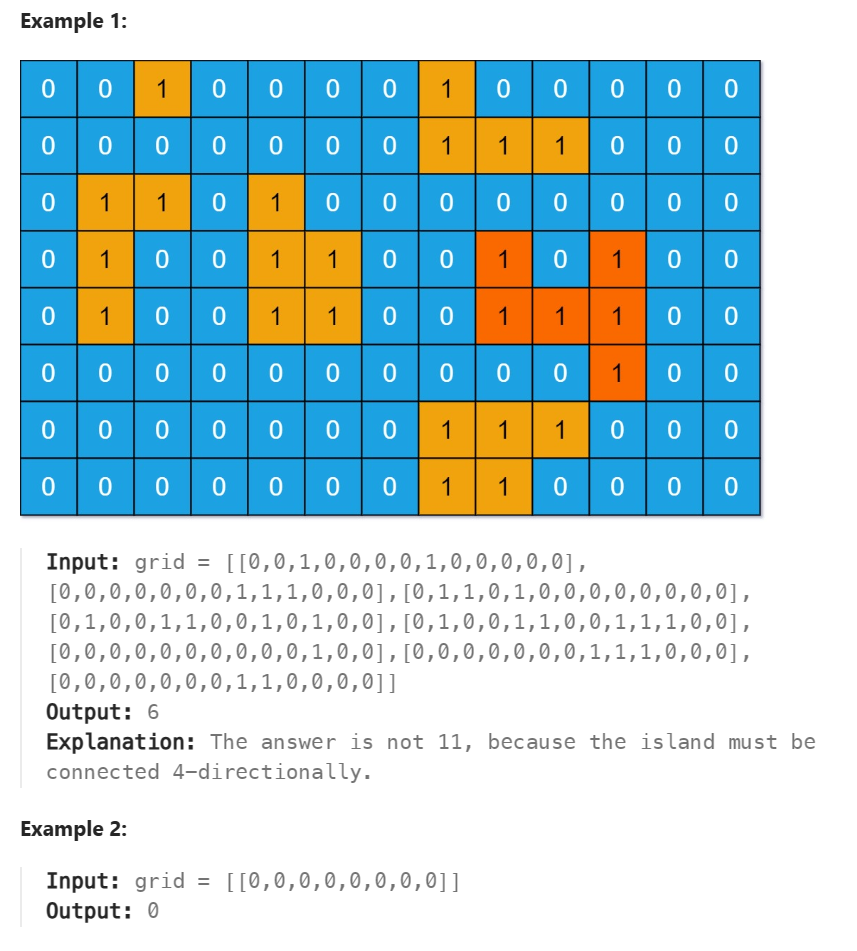 Example 1:
0 0 1 0 0 0 0 1 0 0 0 0 0
0 0 0 0 0 0 0 1 1 1 0 0 0
0 1 1 0 1 0 0 0 0 0 0 0 0
0 1 0 0 1 1 0 0 1 0 1 0 0
0 1 0 0 1 1 0 0 1 1 1 0 0
0 0 0 0 0 0 0 0 0 0 1 0 0
0 0 0 0 0 0 0 1 1 1 0 0 0
0 0 0 0 0 0 0 1 1 0 0 0 0
Input: grid = [[0,0,1,0,0,0,0,1,0,0,0,0,0],
[0,0,0,0,0,0,0,1,1,1,0,0,0],[0,1,1,0,1,0,0,0,0,0,0,0,0],
[0,1,0,0,1,1,0,0,1,0,1,0,0],[0,1,0,0,1,1,0,0,1,1,1,0,0],
[0,0,0,0,0,0,0,0,0,0,1,0,0],[0,0,0,0,0,0,0,1,1,1,0,0,0],
[0,0,0,0,0,0,0,1,1,0,0,0,0]]
Output: 6
Explanation: The answer is not 11, because the island must be
connected 4-directionally.
Example 2:
Input: grid = [[0,0,0,0,0,0,0,0]]
Output: 0